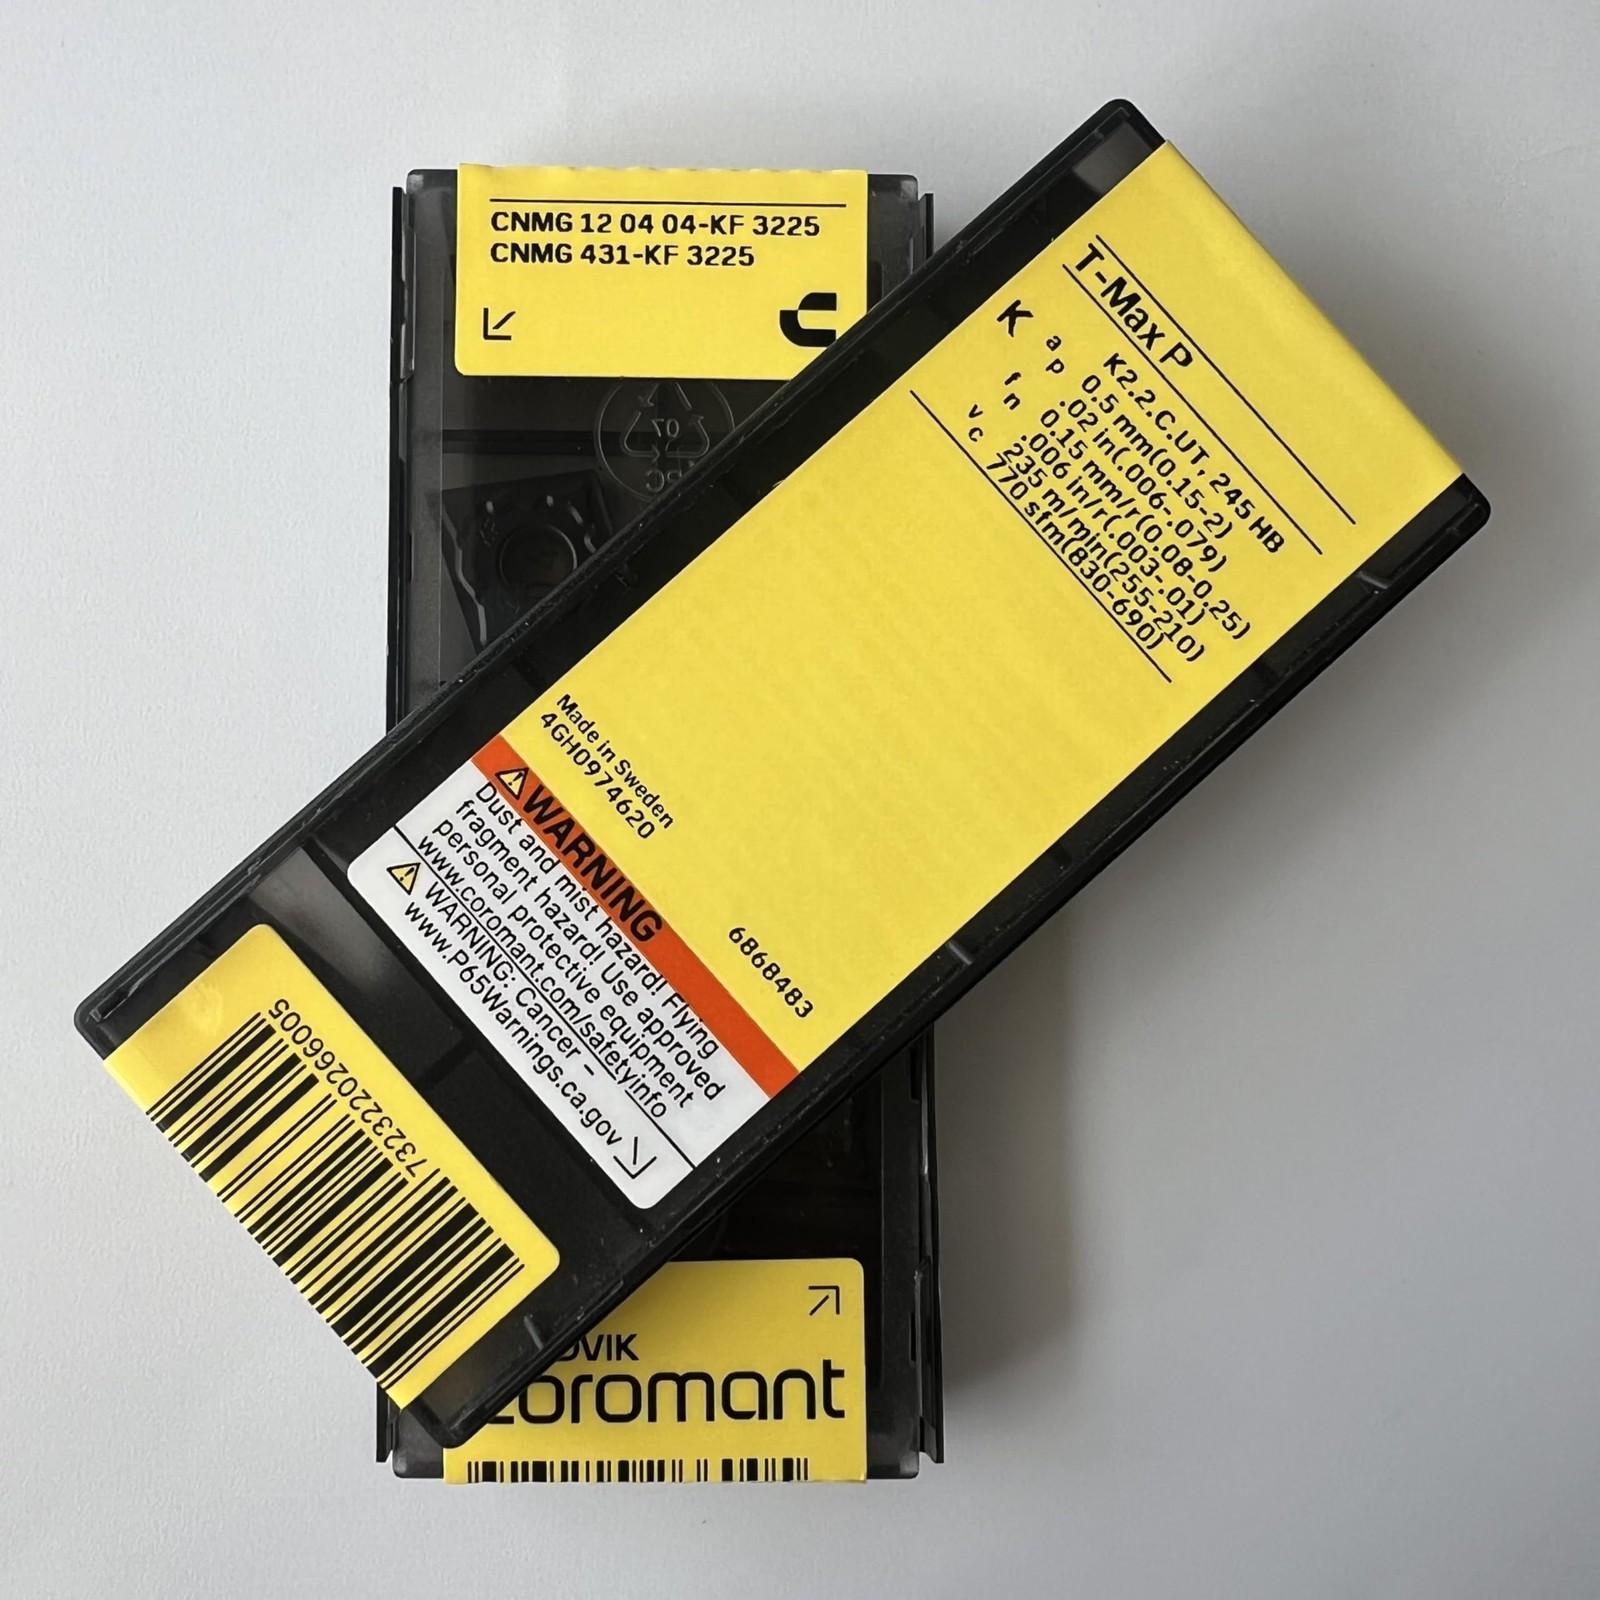 CNMG 12 04 04-KF 3225
CNMG 431-KF 3225
07
PC
T-Max P
K K2.2.C.UT, 245 HB
ap 0.5 mm(0.15-2)
.02 in(.006-.079)
fn 0.15 mm/r(0.08-0.25)
.006 in/r(.003-.01)
vc 235 m/min(255-210)
770 sfm(830-690)
Made in Sweden
4GH0974620
6868483
WARNING
Dust and mist hazard! Flying
fragment hazard! Use approved
personal protective equipment
www.coromant.com/safetyinfo
WARNING: Cancer –
www.P65Warnings.ca.gov
7323220266005
coromant